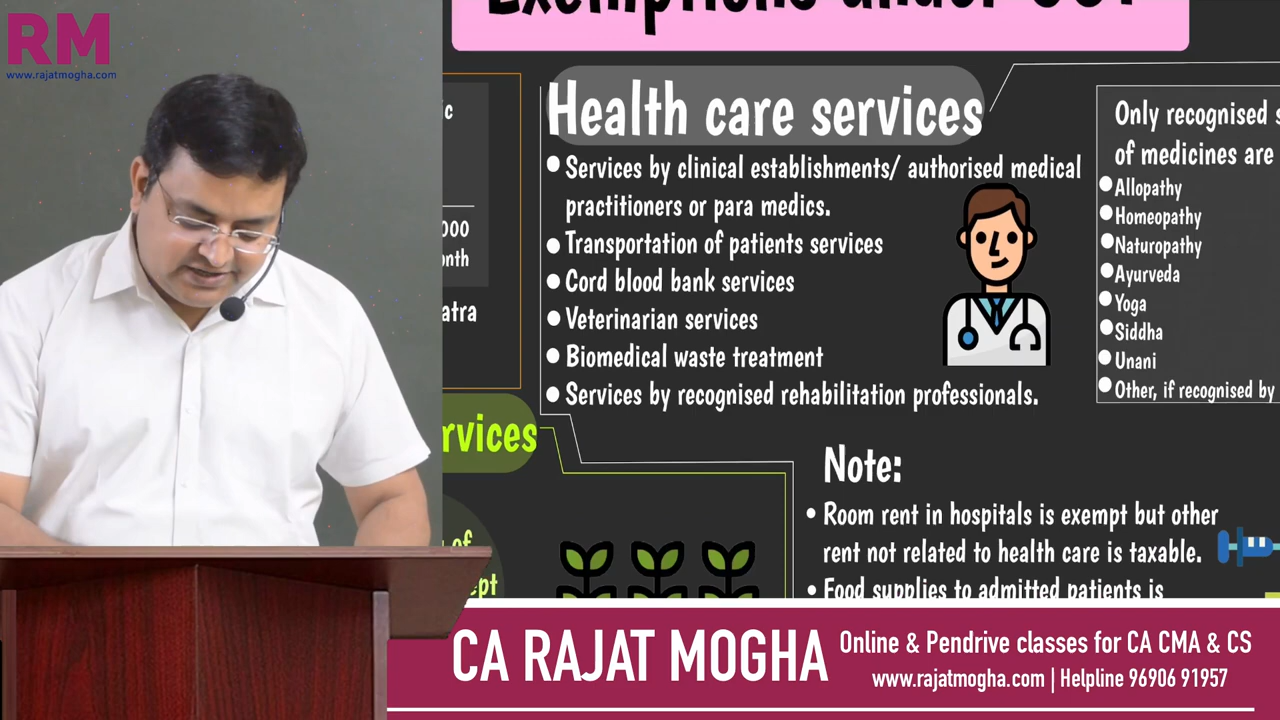 RM
www.rajatmogha.com
Exemptions under GST
Health care services
Services by clinical establishments/ authorised medical
practitioners or para medics.
Transportation of patients services
Cord blood bank services
Veterinarian services
Biomedical waste treatment
Services by recognised rehabilitation professionals.
Only recognised
of medicines are
Allopathy
Homeopathy
Naturopathy
Ayurveda
Yoga
Siddha
Unani
Other, if recognised by
Note:
• Room rent in hospitals is exempt but other
rent not related to health care is taxable.
• Food supplies to admitted patients is
000
of
CA RAJAT MOGHA
Online & Pendrive classes for CA CMA & CS
www.rajatmogha.com | Helpline 96906 91957